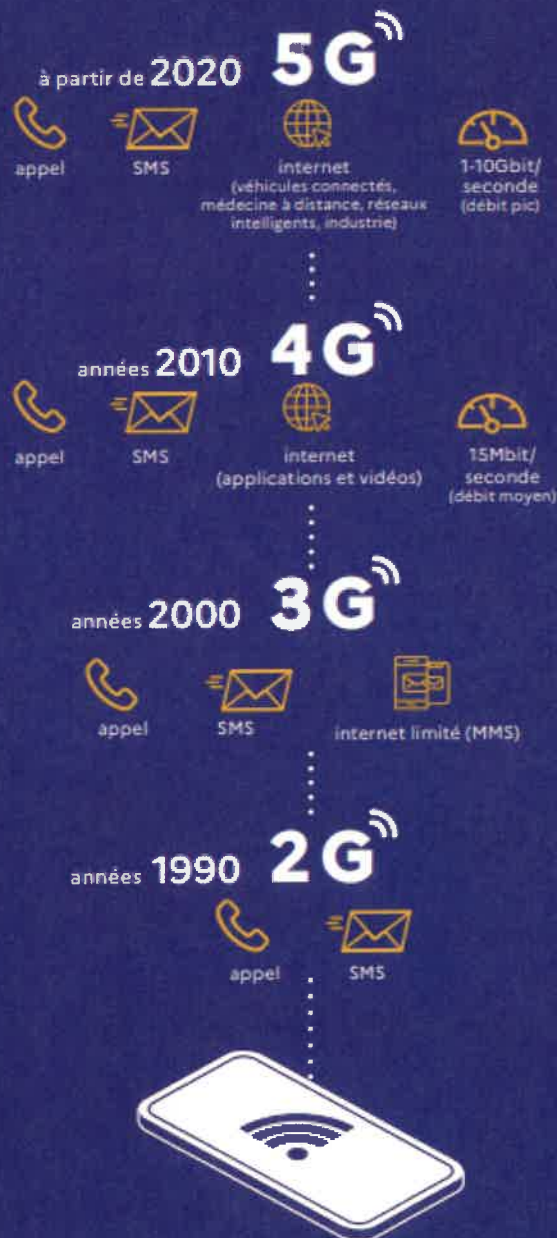 à partir de 2020 5G
appel
SMS
internet
(véhicules connectés,
médecine à distance, réseaux
intelligents, industrie)
1-10Gbit/
seconde
(débit pic)
années 2010 4G
appel
SMS
internet
(applications et vidéos)
15Mbit/
seconde
(débit moyen)
années 2000 3G
appel
SMS
internet limité (MMS)
années 1990 2G
appel
SMS